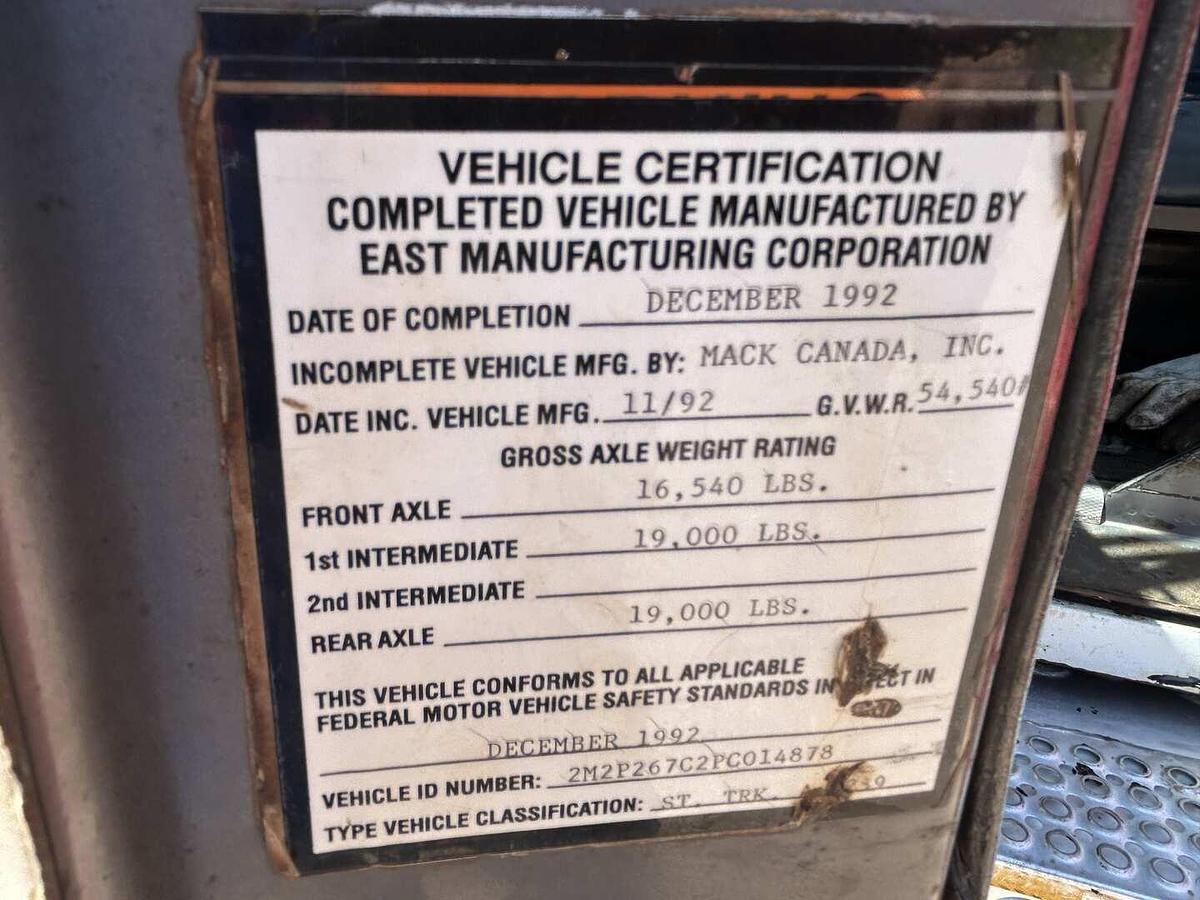 VEHICLE CERTIFICATION
COMPLETED VEHICLE MANUFACTURED BY
EAST MANUFACTURING CORPORATION
DATE OF COMPLETION DECEMBER 1992
INCOMPLETE VEHICLE MFG. BY: MACK CANADA, INC.
DATE INC. VEHICLE MFG. 11/92 G.V.W.R. 54,540#
GROSS AXLE WEIGHT RATING
FRONT AXLE 16,540 LBS.
1st INTERMEDIATE 19,000 LBS.
2nd INTERMEDIATE
REAR AXLE 19,000 LBS.
THIS VEHICLE CONFORMS TO ALL APPLICABLE
FEDERAL MOTOR VEHICLE SAFETY STANDARDS IN IN
DECEMBER 1992
VEHICLE ID NUMBER: 2M2P267C2PC014878
TYPE VEHICLE CLASSIFICATION: ST. TRK.